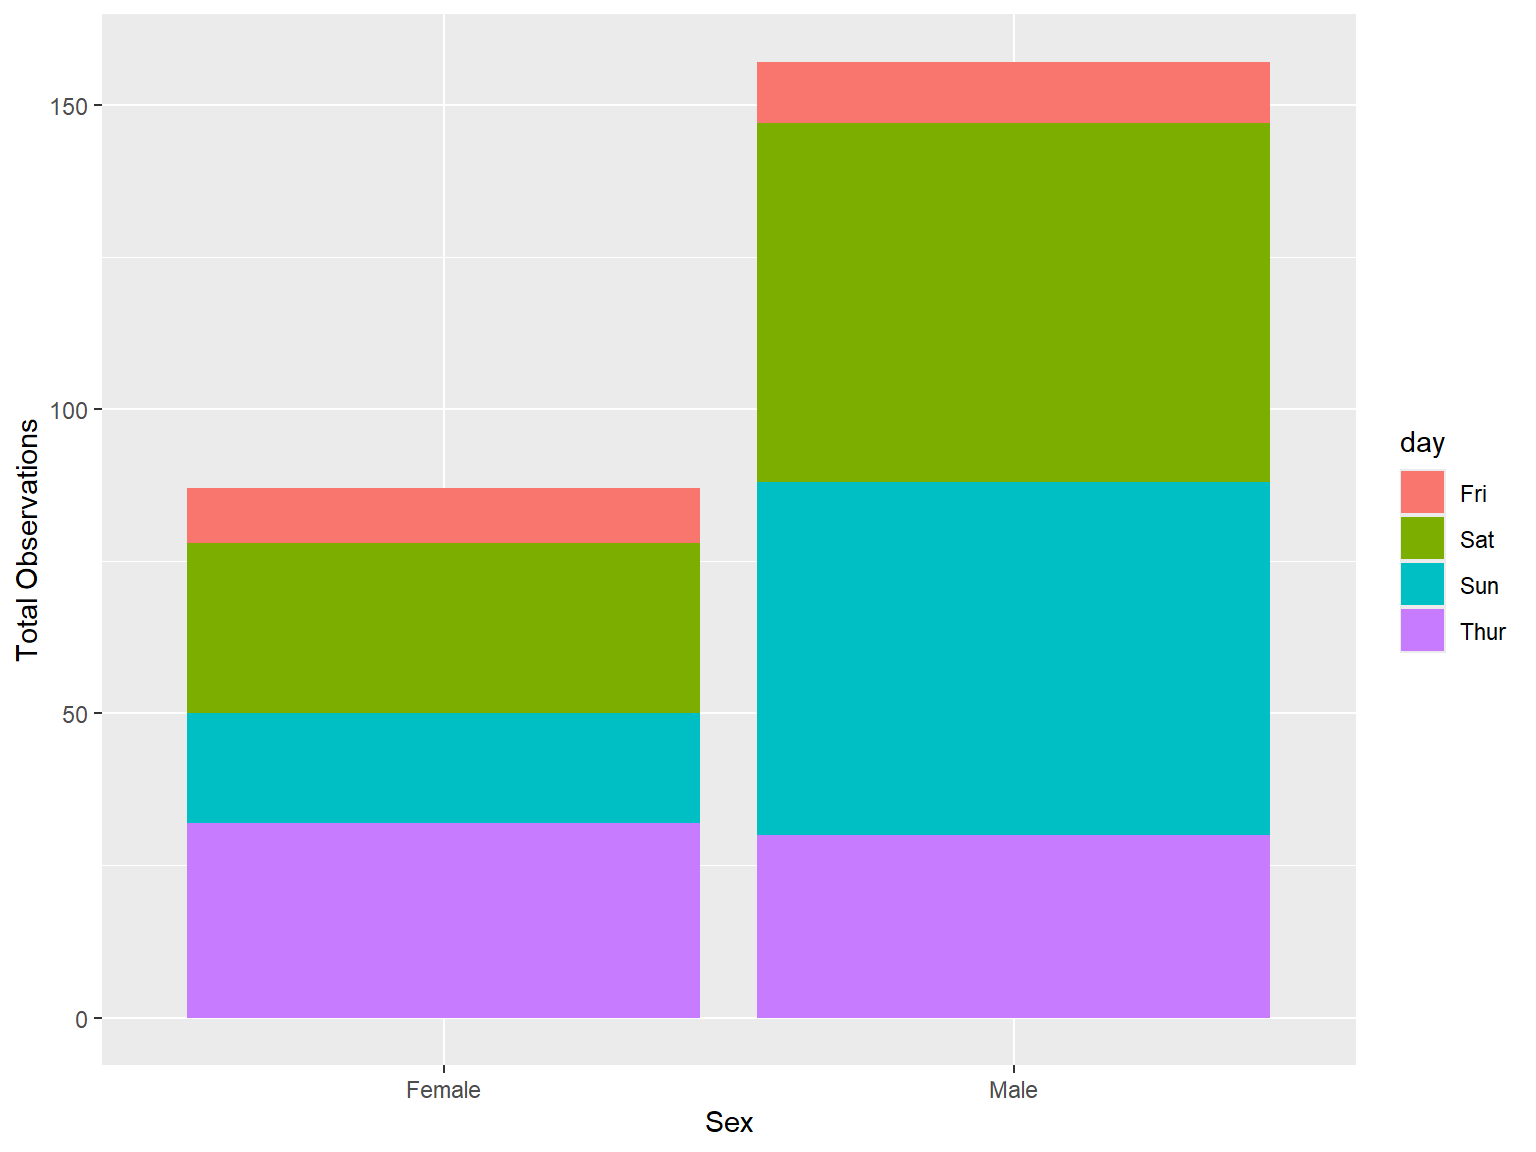 150
100
50
0
Total Observations
Female
Male
Sex
day
Fri
Sat
Sun
Thur